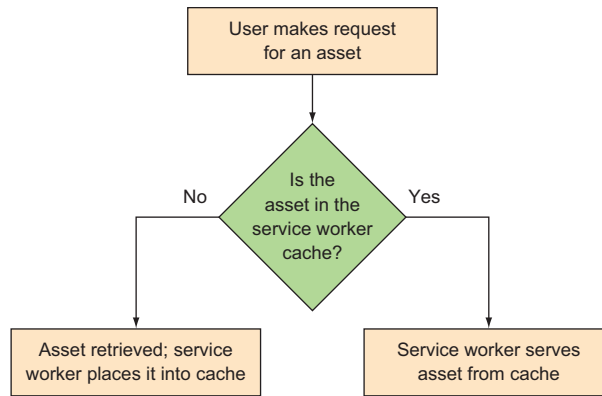 User makes request
for an asset
No
Is the
asset in the
service worker
cache?
Yes
Asset retrieved; service
worker places it into cache
Service worker serves
asset from cache